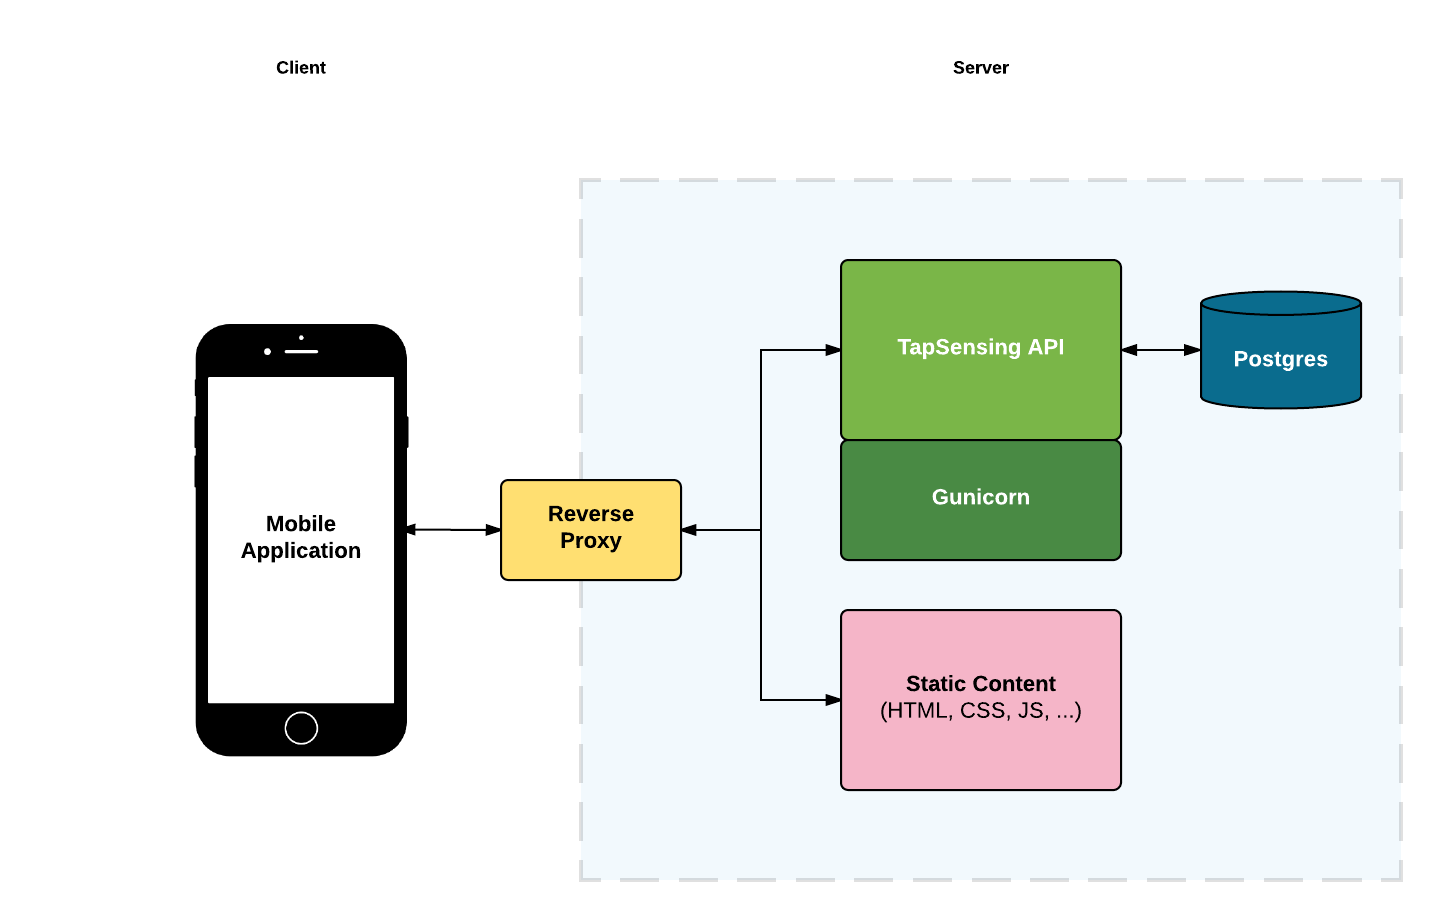 Client
Server
Mobile
Application
Reverse
Proxy
TapSensing API
Gunicorn
Postgres
Static Content
(HTML, CSS, JS, ...)